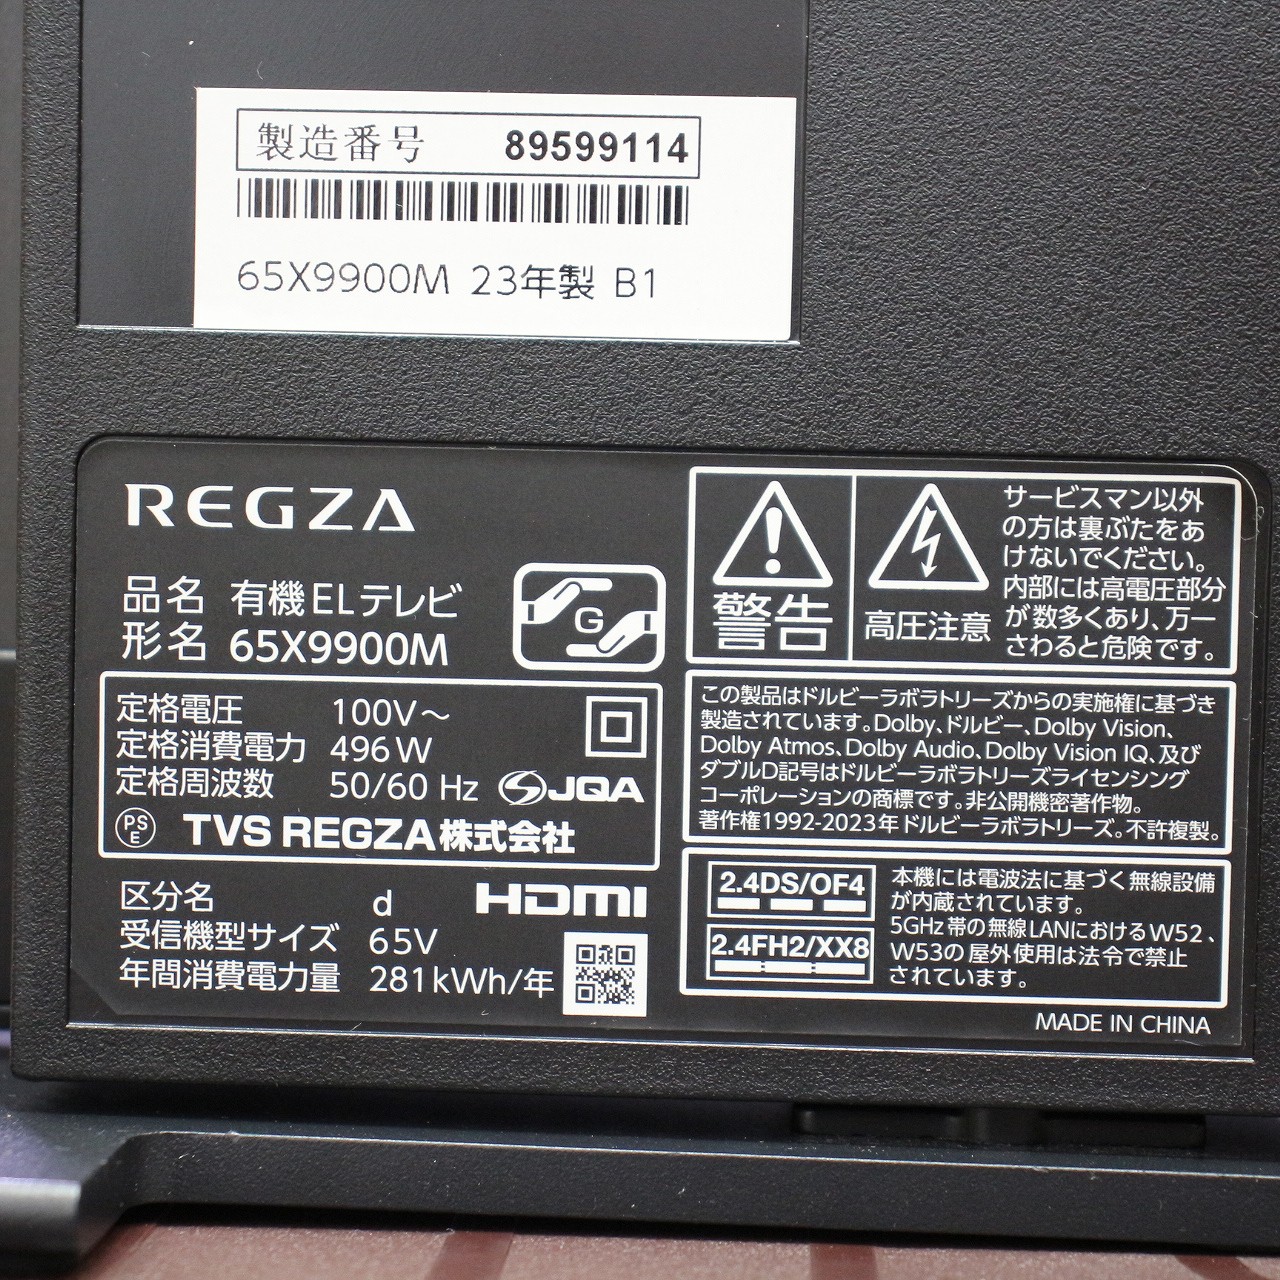 製造番号 89599114
65X9900M 23年製 B1
REGZA
品名 有機ELテレビ
形名 65X9900M
G
定格電圧 100V～
定格消費電力 496W
定格周波数 50/60 Hz
JQA
PSE TVS REGZA株式会社
区分名 d
HDMI
受信機型サイズ 65V
年間消費電力量 281kWh/年
警告
高圧注意
サービスマン以外
の方は裏ぶたをあ
けないでください。
内部には高電圧部分
が数多くあり、万一
さわると危険です。
この製品はドルビーラボラトリーズからの実施権に基づき
製造されています。Dolby、ドルビー、Dolby Vision、
Dolby Atmos、Dolby Audio、Dolby Vision IQ、及び
ダブルD記号はドルビーラボラトリーズライセンシング
コーポレーションの商標です。非公開機密著作物。
著作権1992-2023年ドルビーラボラトリーズ。不許複製。
2.4DS/OF4
2.4FH2/XX8
本機には電波法に基づく無線設備
が内蔵されています。
5GHz帯の無線LANにおけるW52、
W53の屋外使用は法令で禁止
されています。
MADE IN CHINA